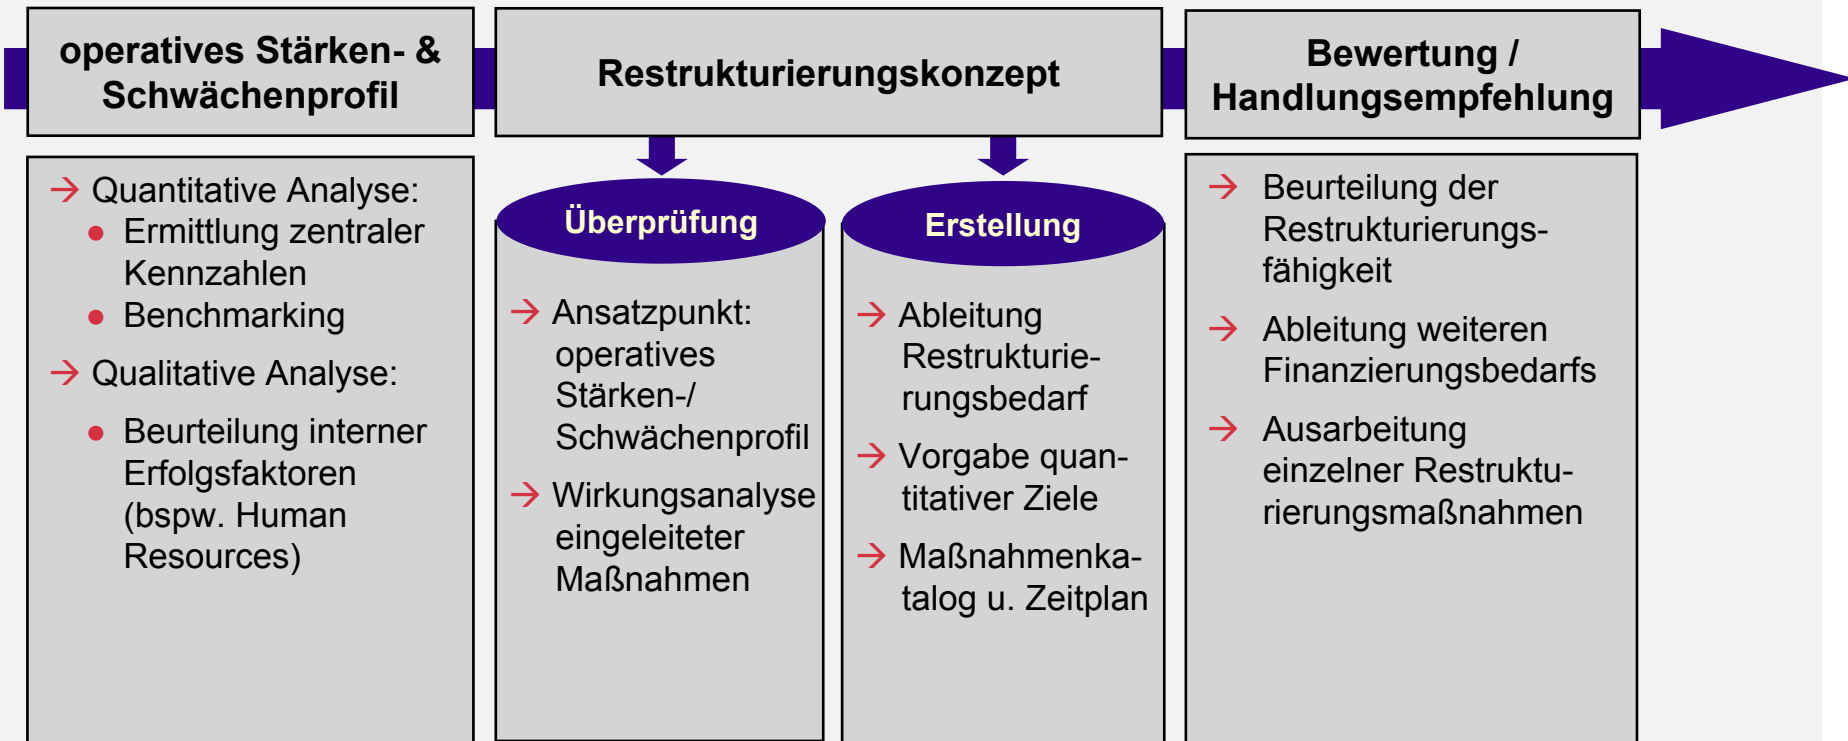 operatives Stärken- &
Schwächenprofil
Restrukturierungskonzept
Bewertung /
Handlungsempfehlung
→ Quantitative Analyse:
● Ermittlung zentraler
Kennzahlen
● Benchmarking
→ Qualitative Analyse:
● Beurteilung interner
Erfolgsfaktoren
(bspw. Human
Resources)
Überprüfung
→ Ansatzpunkt:
operatives
Stärken-/
Schwächenprofil
→ Wirkungsanalyse
eingeleiteter
Maßnahmen
Erstellung
→ Ableitung
Restrukturie-
rungsbedarf
→ Vorgabe quan-
titativer Ziele
→ Maßnahmenka-
talog u. Zeitplan
→ Beurteilung der
Restrukturierungs-
fähigkeit
→ Ableitung weiteren
Finanzierungsbedarfs
→ Ausarbeitung
einzelner Restruktu-
rierungsmaßnahmen